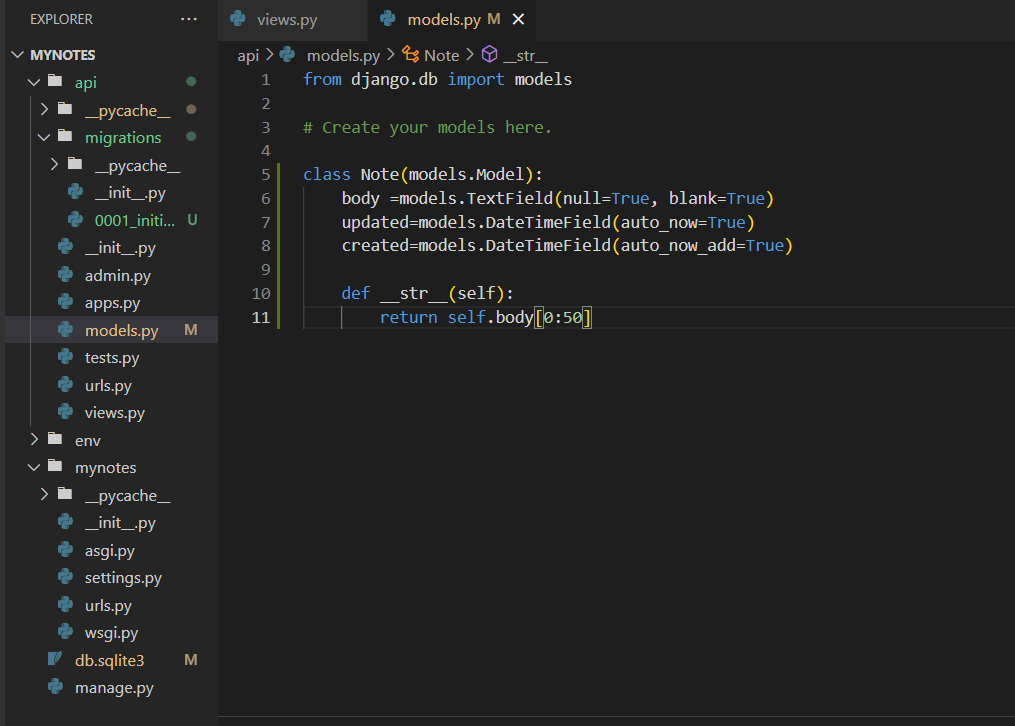 EXPLORER
MYNOTES
api
__pycache__
migrations
__pycache__
__init__.py
0001_initi... U
__init__.py
admin.py
apps.py
models.py M
tests.py
urls.py
views.py
env
mynotes
__pycache__
__init__.py
asgi.py
settings.py
urls.py
wsgi.py
db.sqlite3 M
manage.py
views.py
models.py M
api > models.py > Note > __str__
1 from django.db import models
2
3 # Create your models here.
4
5 class Note(models.Model):
6     body =models.TextField(null=True, blank=True)
7     updated=models.DateTimeField(auto_now=True)
8     created=models.DateTimeField(auto_now_add=True)
9
10     def __str__(self):
11         return self.body[0:50]